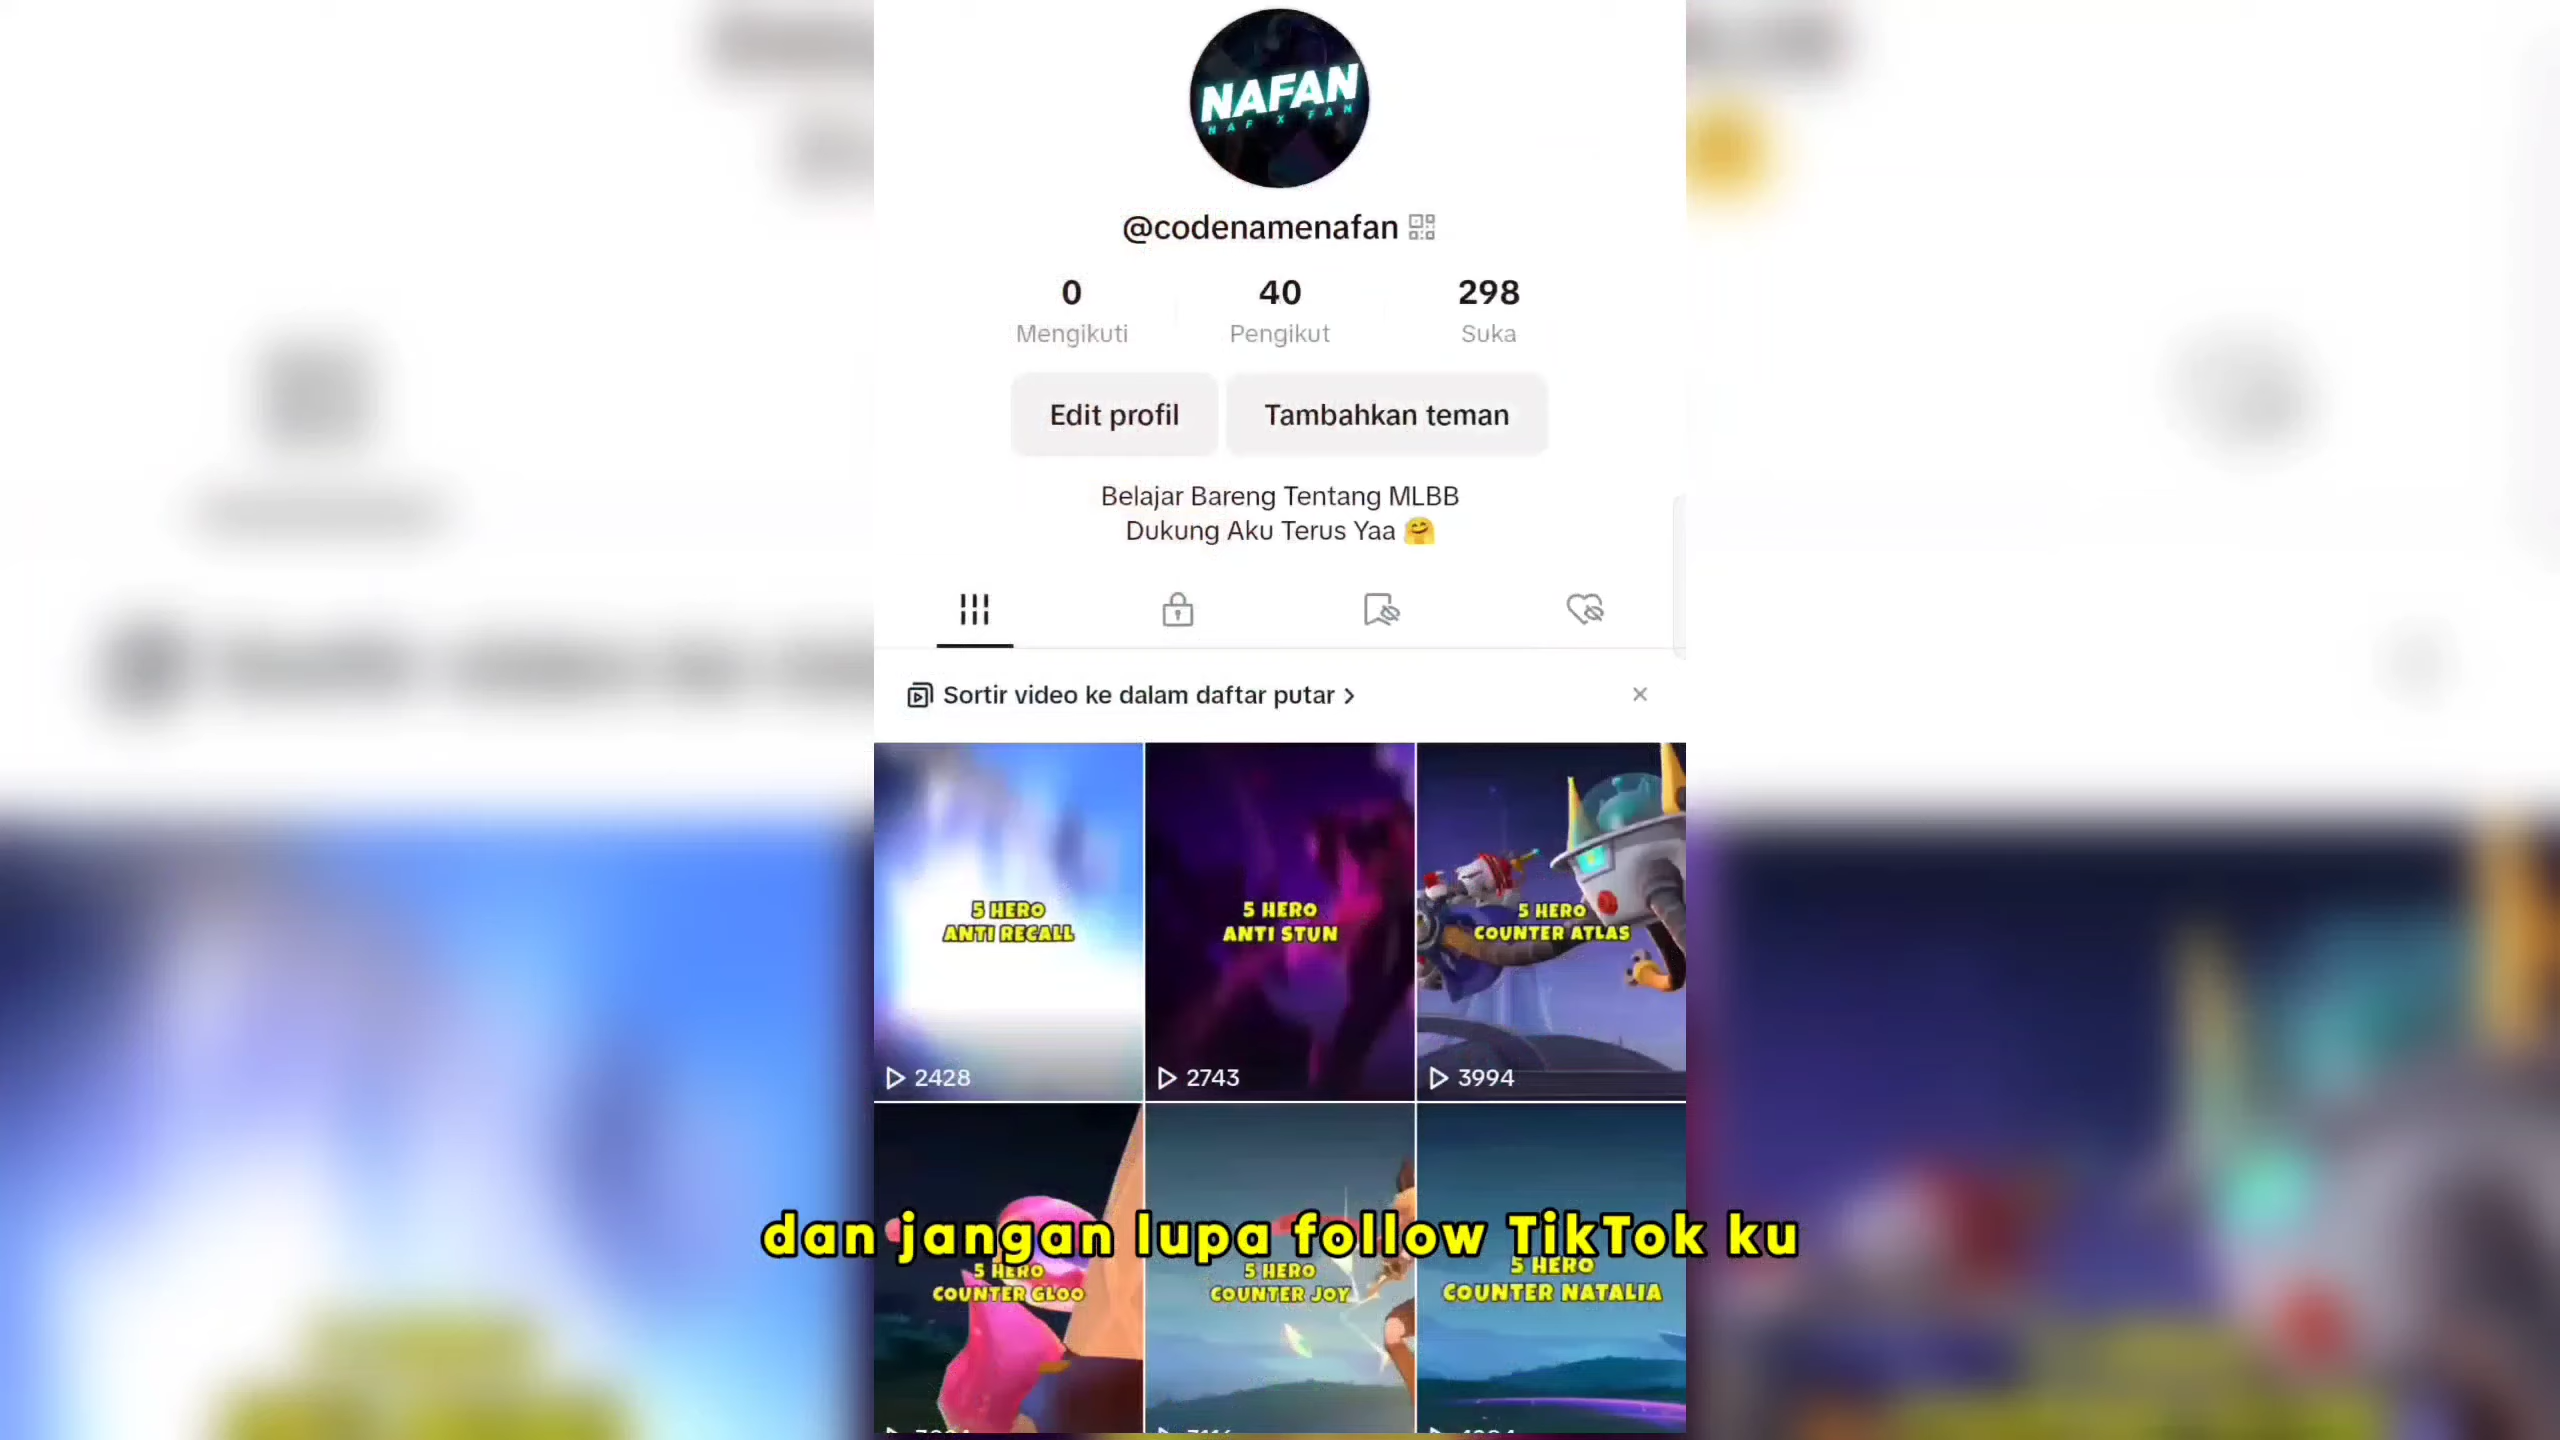 NAFAN
NAF X FAN
@codenamenafan
0 40 298
Mengikuti Pengikut Suka
Edit profil Tambahkan teman
Belajar Bareng Tentang MLBB
Dukung Aku Terus Yaa 🤗
Sortir video ke dalam daftar putar >
5 HERO
ANTI RECALL
2428
5 HERO
ANTI STUN
2743
5 HERO
COUNTER ATLAS
3994
dan jangan lupa follow TikTok ku
5 HERO
COUNTER GLOO
5 HERO
COUNTER JOY
5 HERO
COUNTER NATALIA